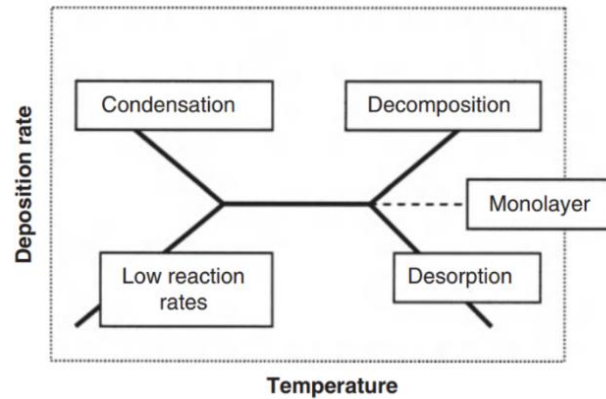 Condensation
Decomposition
Deposition rate
Monolayer
Low reaction
rates
Desorption
Temperature